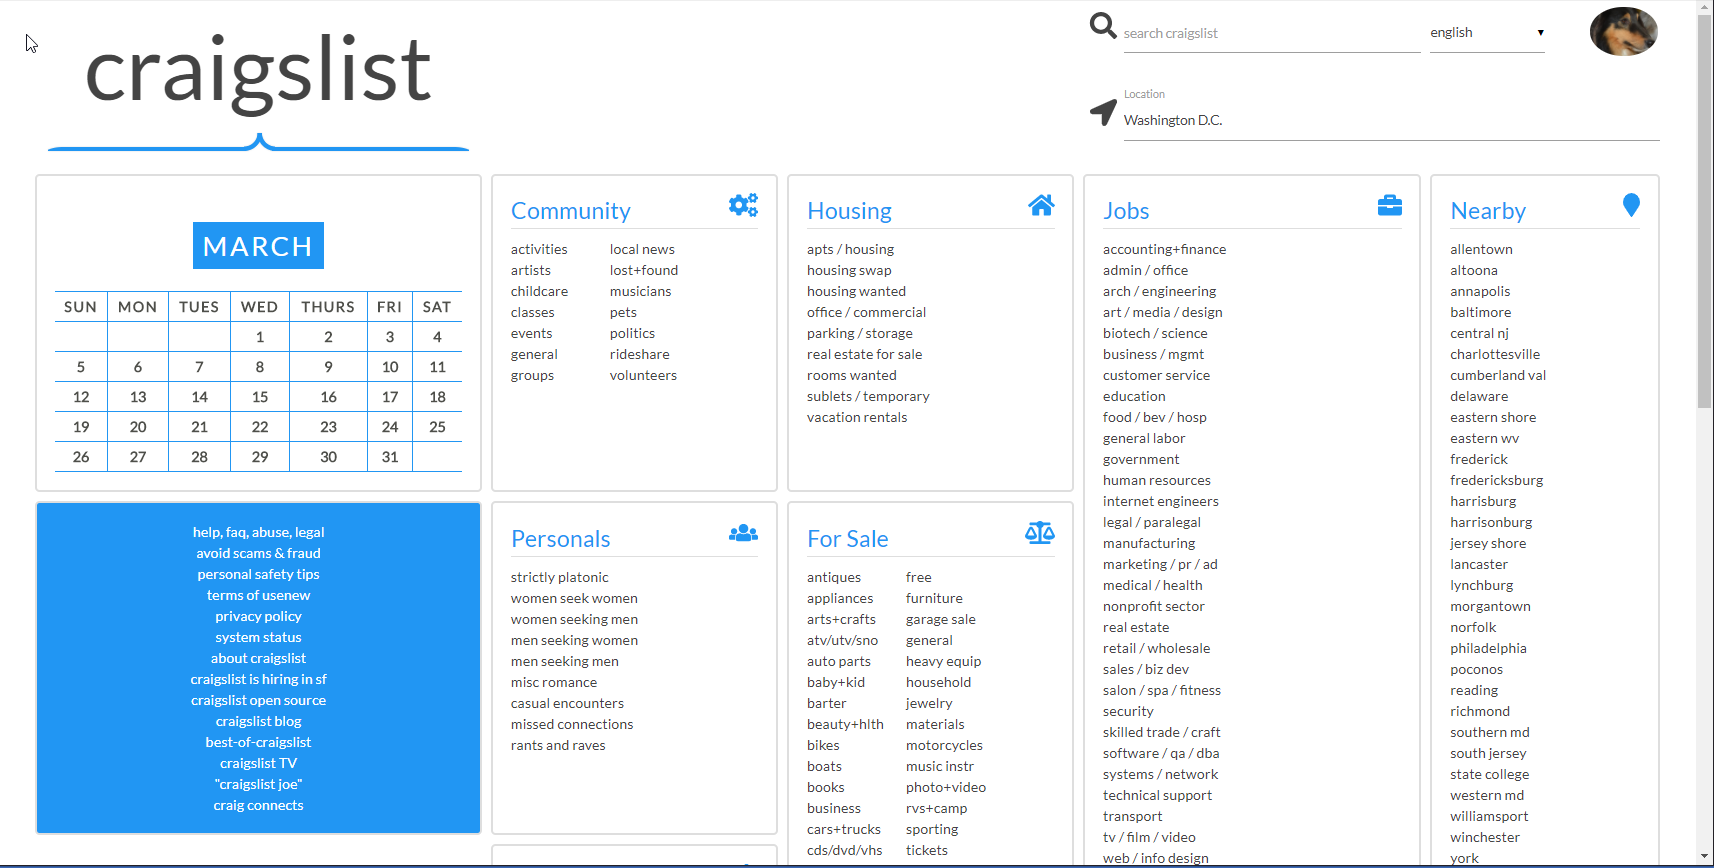 craigslist
search craigslist
english
Location
Washington D.C.
MARCH
SUN MON TUES WED THURS FRI SAT
1 2 3 4
5 6 7 8 9 10 11
12 13 14 15 16 17 18
19 20 21 22 23 24 25
26 27 28 29 30 31
help, faq, abuse, legal
avoid scams & fraud
personal safety tips
terms of usenew
privacy policy
system status
about craigslist
craigslist is hiring in sf
craigslist open source
craigslist blog
best-of-craigslist
craigslist TV
"craigslist joe"
craig connects
Community
activities
artists
childcare
classes
events
general
groups
local news
lost+found
musicians
pets
politics
rideshare
volunteers
Personals
strictly platonic
women seek women
women seeking men
men seeking women
men seeking men
misc romance
casual encounters
missed connections
rants and raves
Housing
apts / housing
housing swap
housing wanted
office / commercial
parking / storage
real estate for sale
rooms wanted
sublets / temporary
vacation rentals
For Sale
antiques
appliances
arts+crafts
atv/utv/sno
auto parts
baby+kid
barter
beauty+hlth
bikes
boats
books
business
cars+trucks
cds/dvd/vhs
free
furniture
garage sale
general
heavy equip
household
jewelry
materials
motorcycles
music instr
photo+video
rvs+camp
sporting
tickets
Jobs
accounting+finance
admin / office
arch / engineering
art / media / design
biotech / science
business / mgmt
customer service
education
food / bev / hosp
general labor
government
human resources
internet engineers
legal / paralegal
manufacturing
marketing / pr / ad
medical / health
nonprofit sector
real estate
retail / wholesale
sales / biz dev
salon / spa / fitness
security
skilled trade / craft
software / qa / dba
systems / network
technical support
transport
tv / film / video
web / info design
Nearby
allentown
altoona
annapolis
baltimore
central nj
charlottesville
cumberland val
delaware
eastern shore
eastern wv
frederick
fredericksburg
harrisburg
harrisonburg
jersey shore
lancaster
lynchburg
morgantown
norfolk
philadelphia
poconos
reading
richmond
southern md
south jersey
state college
western md
williamsport
winchester
york